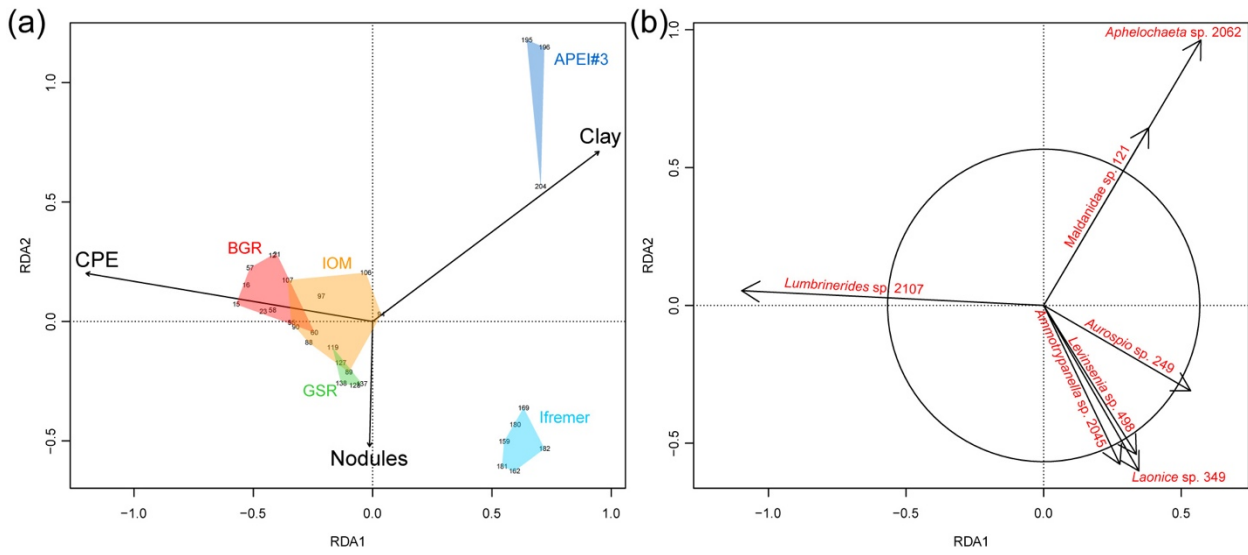 (a)
195
196
APEI#3
1.0
Clay
0.5
204
RDA2
CPE
BGR
IOM
57
21
106
107
16
97
15
23
58
94
0.0
90
60
88
119
127
89
138
128
137
GSR
169
180
Ifremer
159
182
181
162
Nodules
−0.5
−1.0
−0.5
0.0
0.5
1.0
RDA1
(b)
Aphelochaeta sp. 2062
1.0
0.5
Maldanidae sp. 121
RDA2
Lumbrinerides sp. 2107
0.0
Aurospio sp. 249
Levinsenia sp. 498
Ammotrypanella sp. 2045
−0.5
Laonice sp. 349
−1.0
−0.5
0.0
0.5
RDA1